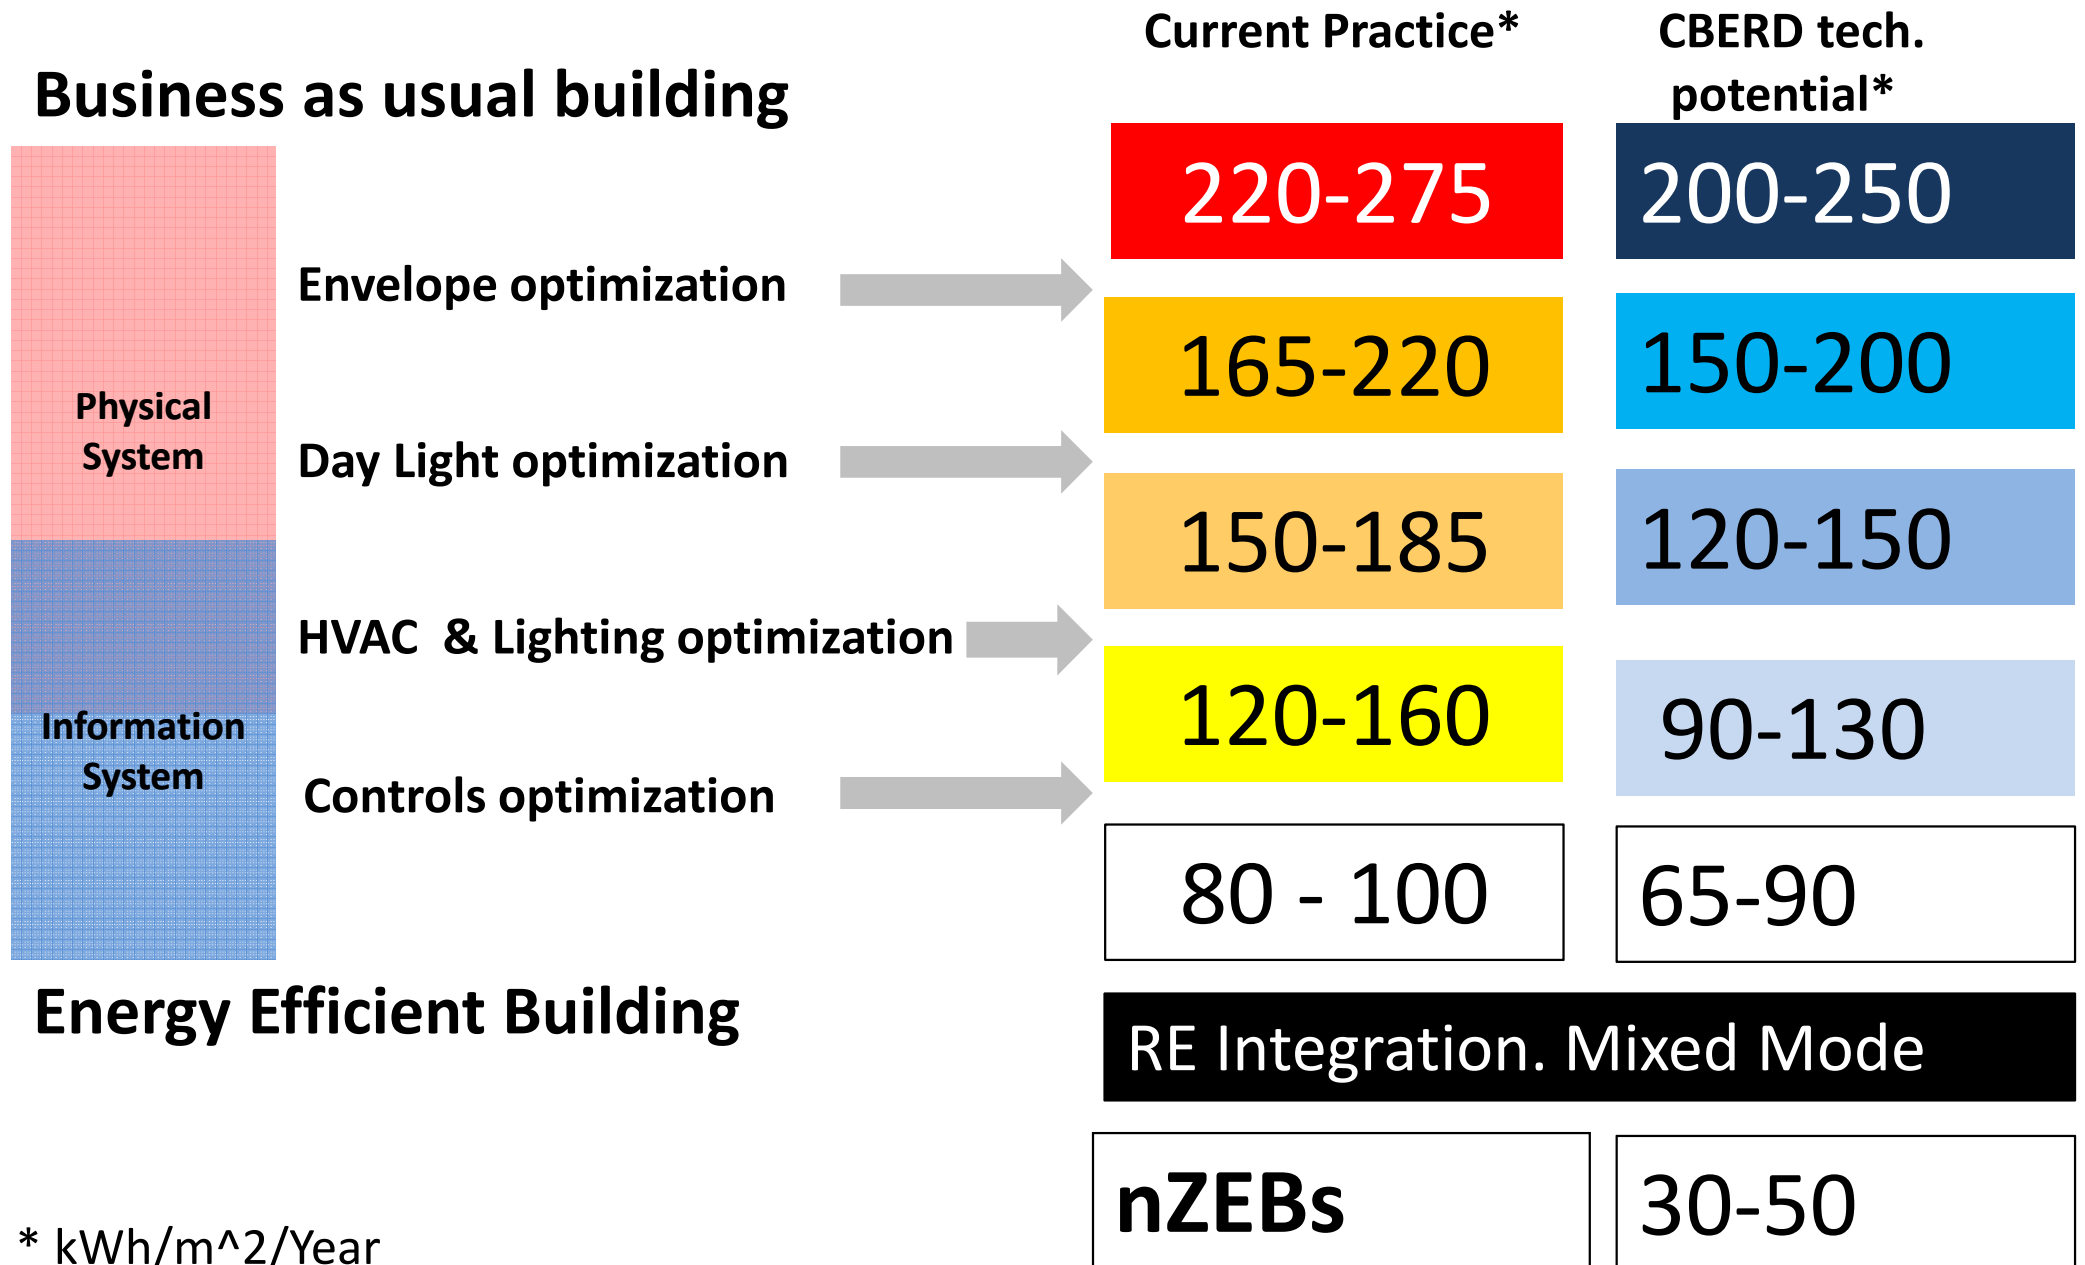 Current Practice*
CBERD tech.
potential*
Business as usual building
220-275
200-250
Envelope optimization
165-220
150-200
Physical
System
Day Light optimization
150-185
120-150
HVAC & Lighting optimization
120-160
90-130
Information
System
Controls optimization
80 - 100
65-90
Energy Efficient Building
RE Integration. Mixed Mode
nZEBs
30-50
* kWh/m^2/Year